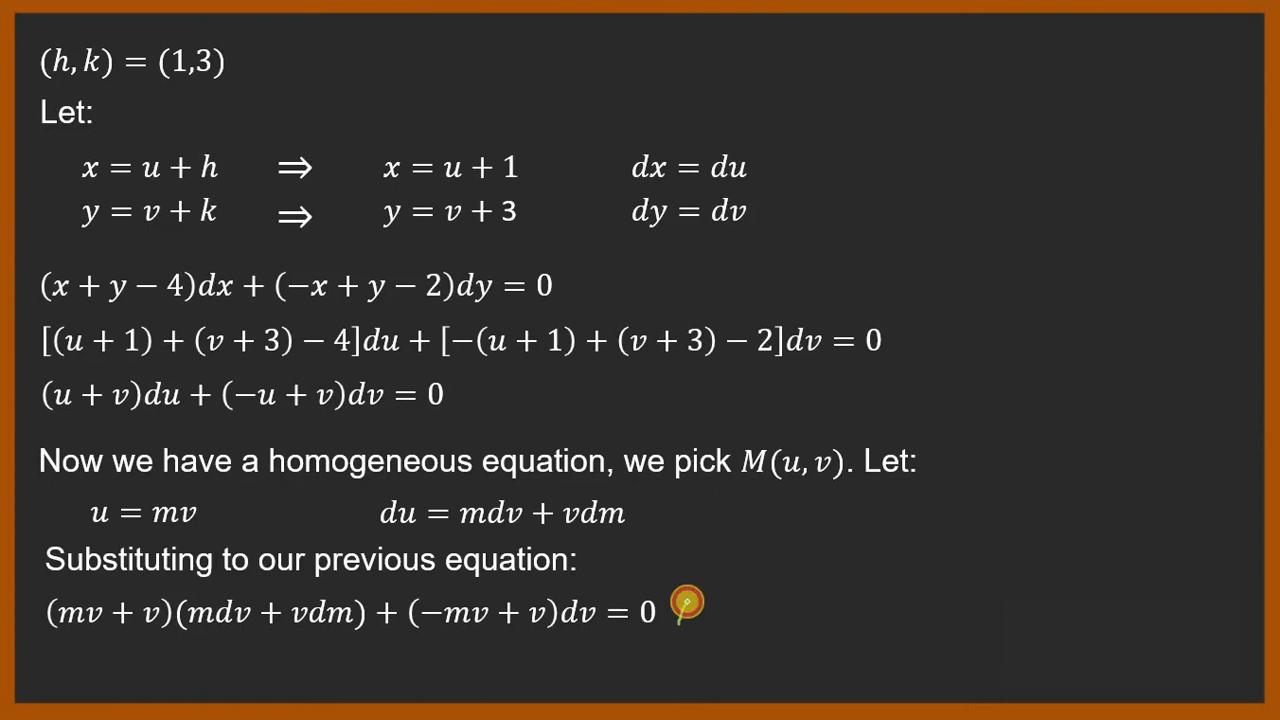 (h, k) = (1,3)
Let:
x = u + h ⇒ x = u + 1 dx = du
y = v + k ⇒ y = v + 3 dy = dv
(x + y − 4)dx + (−x + y − 2)dy = 0
[(u + 1) + (v + 3) − 4]du + [−(u + 1) + (v + 3) − 2]dv = 0
(u + v)du + (−u + v)dv = 0
Now we have a homogeneous equation, we pick M(u, v). Let:
u = mv du = mdv + vdm
Substituting to our previous equation:
(mv + v)(mdv + vdm) + (−mv + v)dv = 0